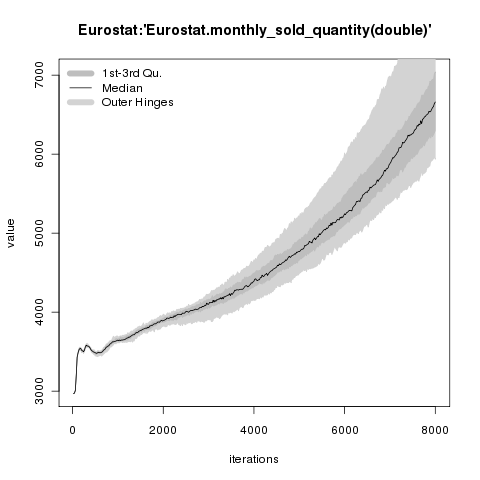 Eurostat:'Eurostat.monthly_sold_quantity(double)'
1st-3rd Qu.
Median
Outer Hinges
7000
6000
5000
4000
3000
value
0 2000 4000 6000 8000
iterations